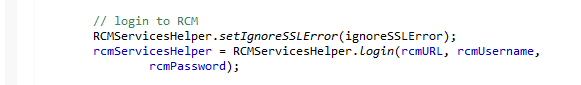 // login to RCM
RCMServicesHelper.setIgnoreSSLError(ignoreSSLError);
rcmServicesHelper = RCMServicesHelper.login(rcmURL, rcmUsername,
rcmPassword);